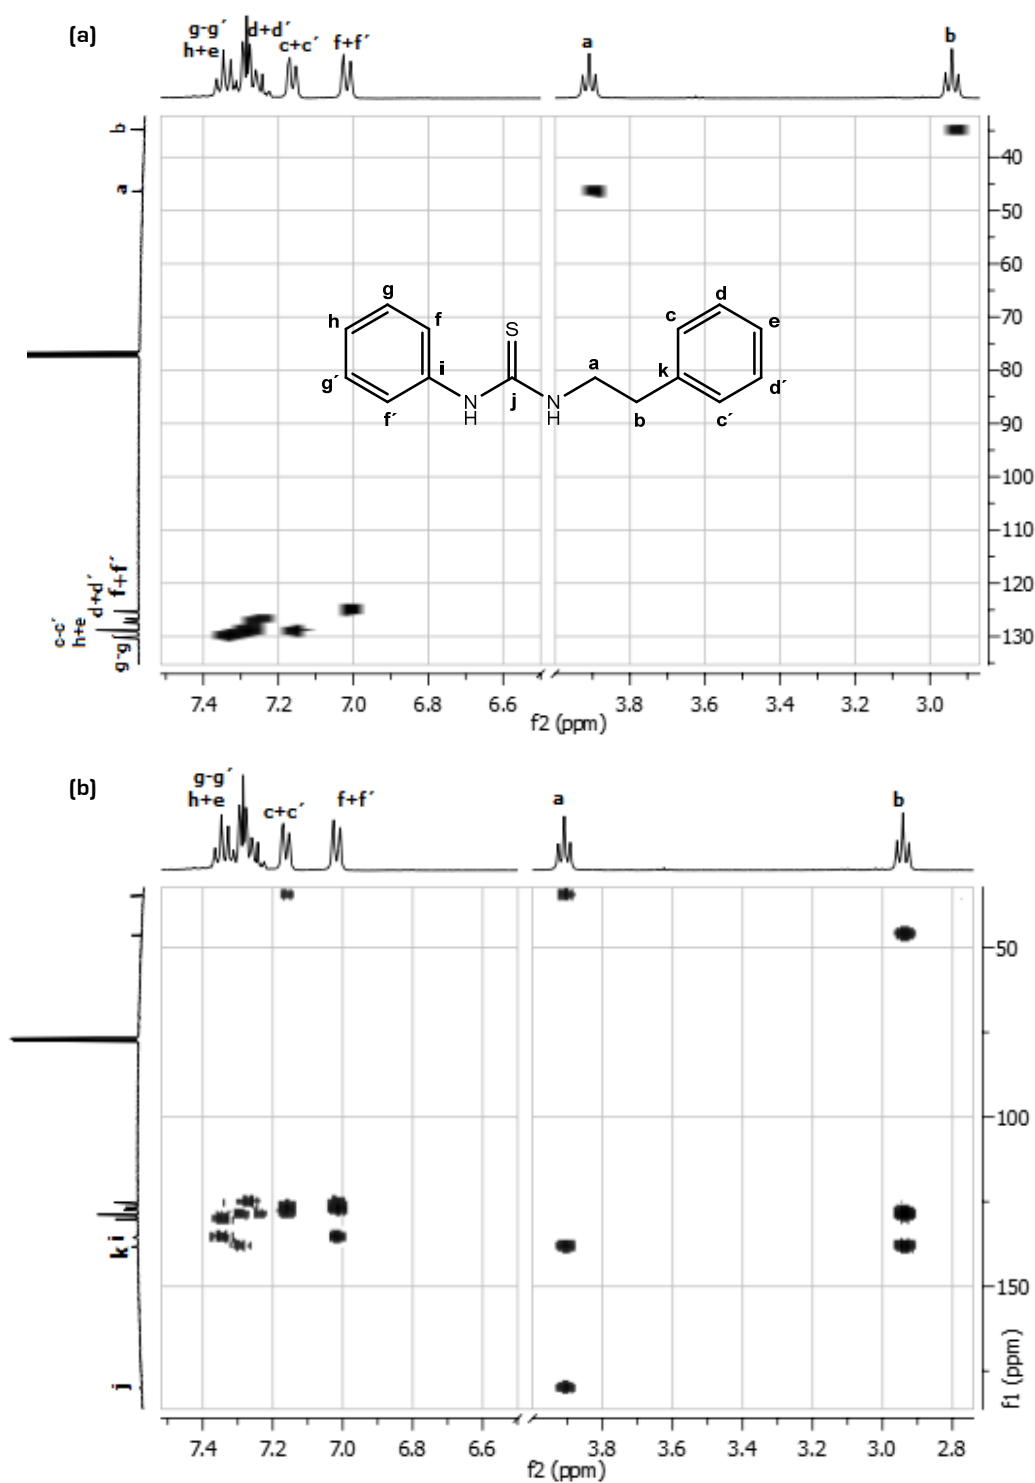 (a)
g-g´ d+d´
h+e c+c´ f+f´ a b
b
a
40
50
60
70
80
90
100
110
120
130
g d
h f c e
S
g´ i a k d´
N j N
H H
f´ b c´
f+f´
d+d´
h+e
c-c´
g-g´
7.4 7.2 7.0 6.8 6.6 3.8 3.6 3.4 3.2 3.0
f2 (ppm)
(b)
g-g´
h+e c+c´ f+f´ a b
50
100
150
i
k
j
f1 (ppm)
7.4 7.2 7.0 6.8 6.6 3.8 3.6 3.4 3.2 3.0 2.8
f2 (ppm)